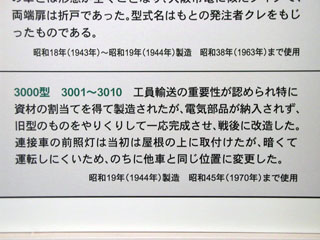 両端扉は折戸であった。型式名はもとの発注者クレをもじ
ったものである。
昭和18年(1943年)～昭和19年(1944年)製造　昭和38年(1963年)まで使用
3000型　3001～3010　工員輸送の重要性が認められ特に
資材の割当てを得て製造されたが、電気部品が納入されず、
旧型のものをやりくりして一応完成させ、戦後に改造した。
連接車の前照灯は当初は屋根の上に取付けたが、暗くて
運転しにくいため、のちに他車と同じ位置に変更した。
昭和19年(1944年)製造　昭和45年(1970年)まで使用